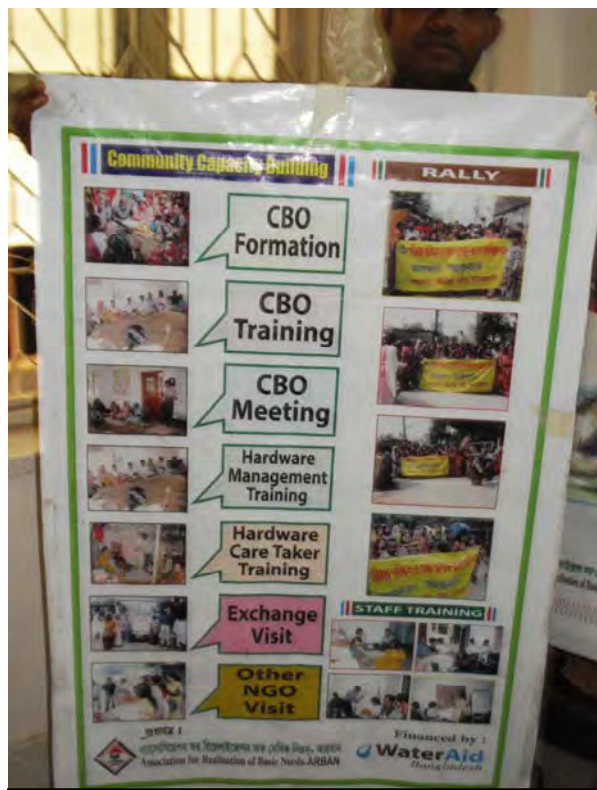 Community Capacity Building
RALLY
CBO
Formation
CBO
Training
CBO
Meeting
Hardware
Management
Training
Hardware
Care Taker
Training
Exchange
Visit
Other
NGO
Visit
STAFF TRAINING
Association for Realisation of Basic Needs-ARBAN
Financed by :
WaterAid
Bangladesh